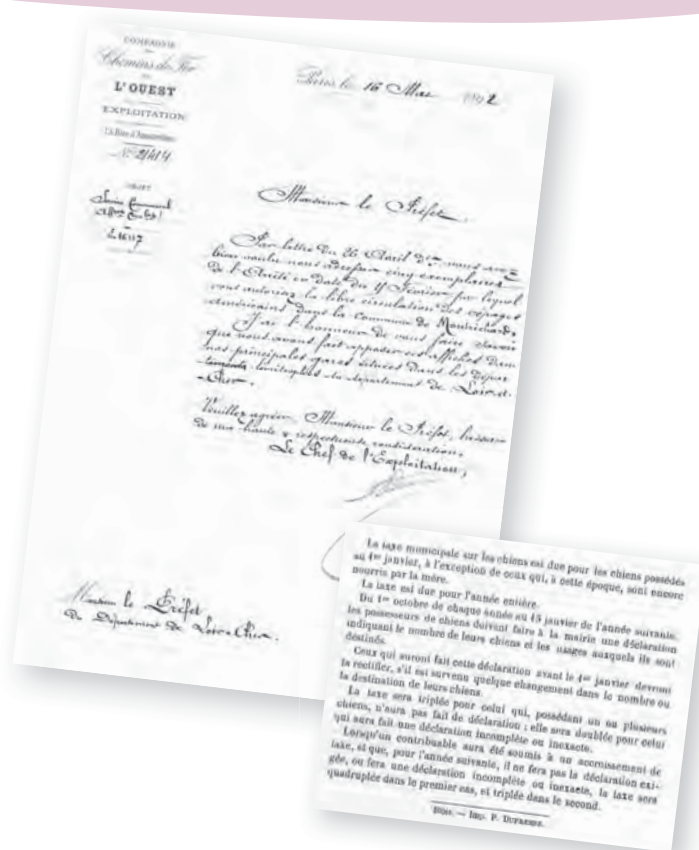 COMPAGNIE
DES
Chemins de Fer
DE
L'OUEST
EXPLOITATION
N° 21414
OBJET
Paris le 16 Mai 1892
Monsieur le Préfet,
Par lettre du 26 Avril der vous avez
bien voulu nous adresser cinq exemplaires
de l'Arrêté en date du Février par lequel
vous autorisez la libre circulation des cépages
américains dans la Commune de Montrichard.
J'ai l'honneur de vous faire savoir
que nous avons fait apposer ces affiches dans
nos principales gares situées dans les dépar
-tements limitrophes du département de Loir-et-
-Cher.
Veuillez agréer, Monsieur le Préfet,
de ma haute & respectueuse considération,
Le Chef de l'Exploitation,
Monsieur le Préfet
du Département de Loir & Cher.
La taxe municipale sur les chiens est due pour les chiens possédés
au 1er janvier, à l'exception de ceux qui, à cette époque, sont encore
nourris par la mère.
La taxe est due pour l'année entière.
Du 1er octobre de chaque année au 15 janvier de l'année suivante,
les possesseurs de chiens doivent faire à la mairie une déclaration
indiquant le nombre de leurs chiens et les usages auxquels ils sont
destinés.
Ceux qui auront fait cette déclaration avant le 1er janvier devront
la rectifier, s'il est survenu quelque changement dans le nombre ou
la destination de leurs chiens.
La taxe sera triplée pour celui qui, possédant un ou plusieurs
chiens, n'aura pas fait de déclaration ; elle sera doublée pour celui
qui aura fait une déclaration incomplète ou inexacte.
Lorsqu'un contribuable aura été soumis à un accroissement de
taxe, et que, pour l'année suivante, il ne fera pas la déclaration exi-
gée, ou fera une déclaration incomplète ou inexacte, la taxe sera
quadruplée dans le premier cas, et triplée dans le second.
Blois. — Imp. P. DUFRESNE.